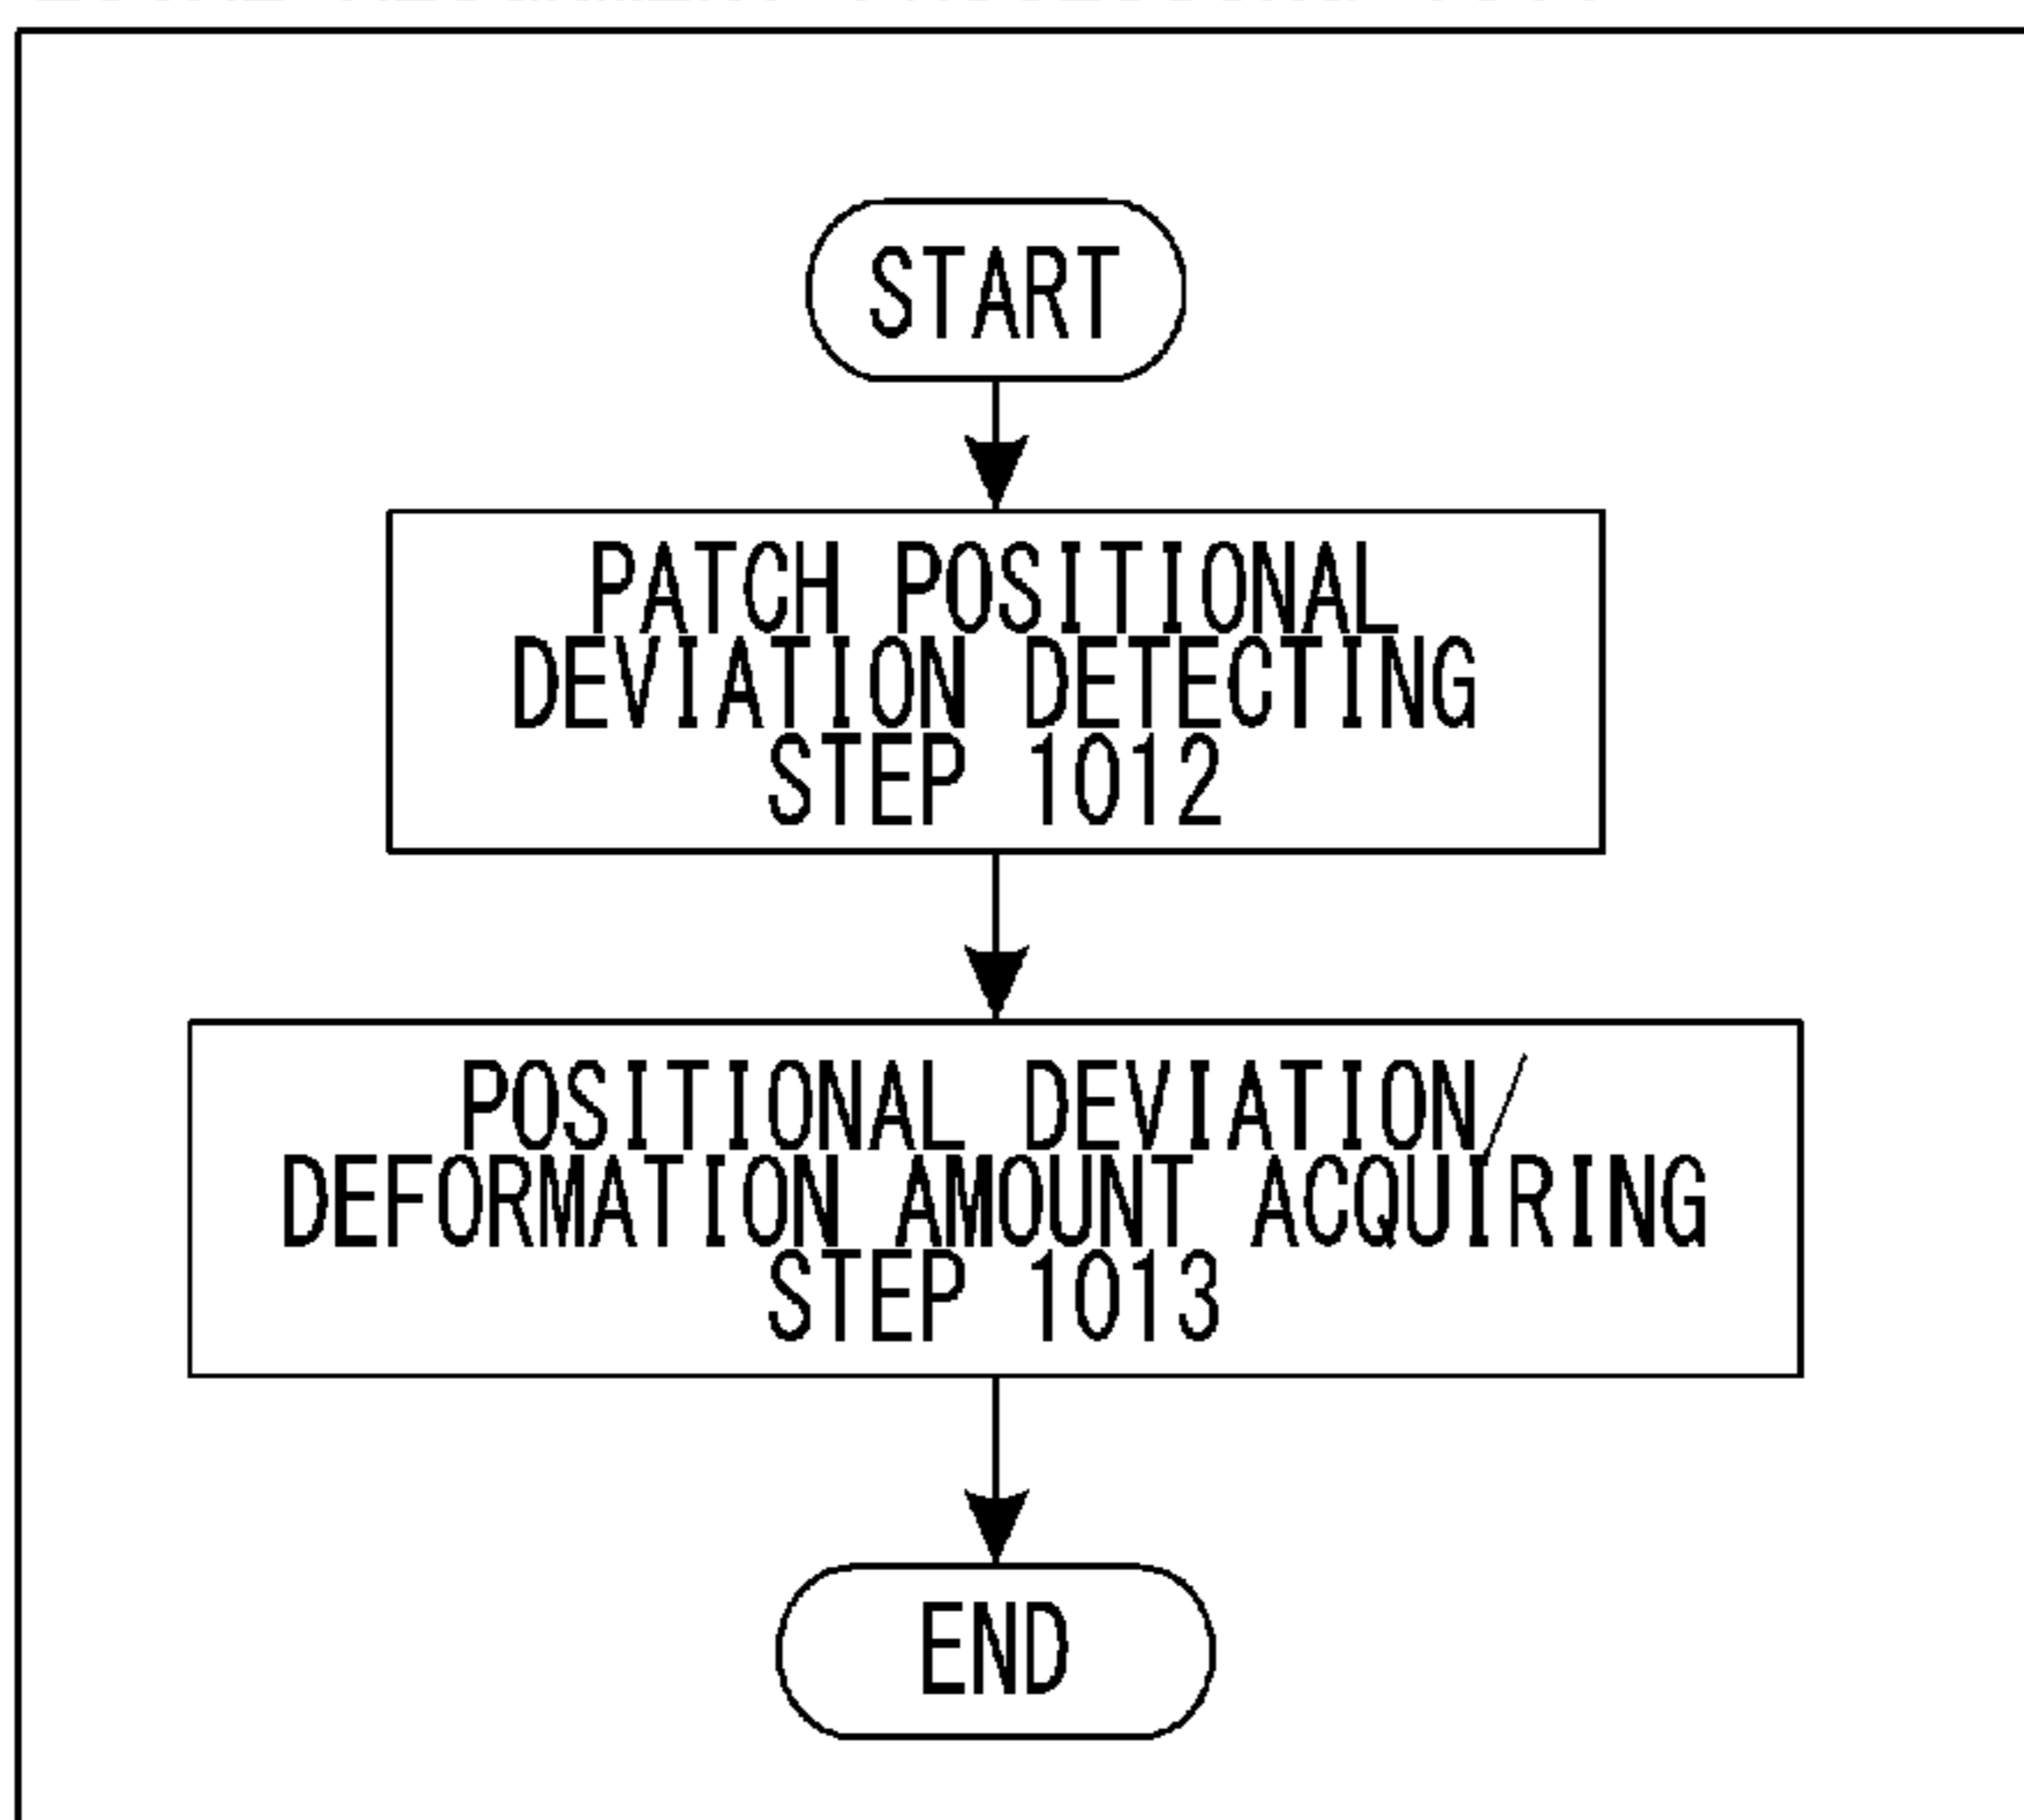 START
PATCH POSITIONAL
DEVIATION DETECTING
STEP 1012
POSITIONAL DEVIATION/
DEFORMATION AMOUNT ACQUIRING
STEP 1013
END